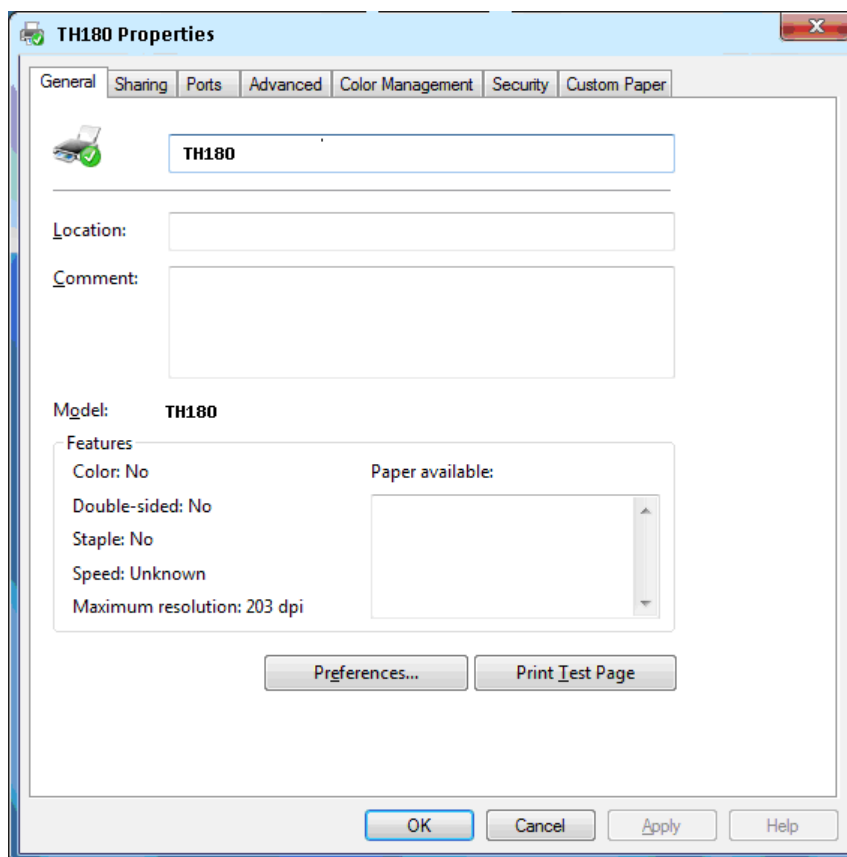 TH180 Properties
General Sharing Ports Advanced Color Management Security Custom Paper
TH180
Location:
Comment:
Model: TH180
Features
Color: No Paper available:
Double-sided: No
Staple: No
Speed: Unknown
Maximum resolution: 203 dpi
Preferences... Print Test Page
OK Cancel Apply Help